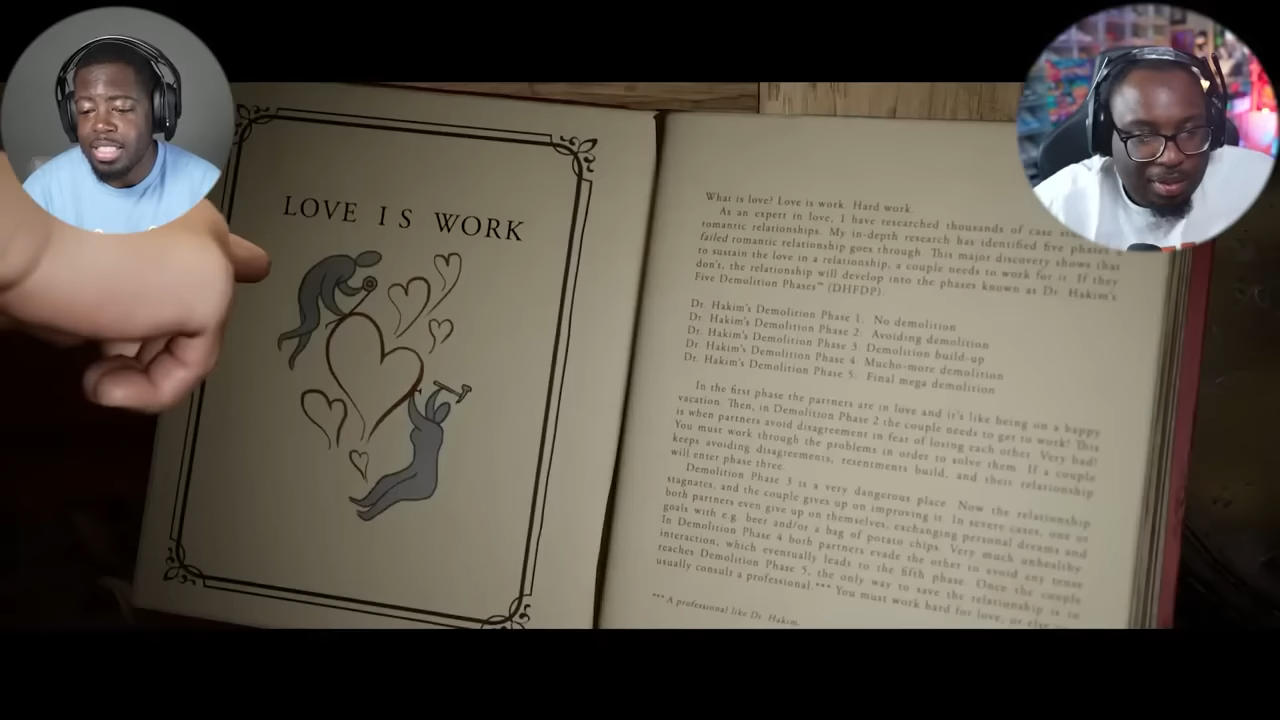 LOVE IS WORK
What is love? Love is work. Hard work.
As an expert in love, I have researched thousands of case
romantic relationships. My in-depth research has identified five phases
failed romantic relationship goes through. This major discovery shows that
to sustain the love in a relationship, a couple needs to work for it. If they
don't, the relationship will develop into the phases known as Dr. Hakim's
Five Demolition Phases™ (DHFDP).
Dr. Hakim's Demolition Phase 1: No demolition
Dr. Hakim's Demolition Phase 2: Avoiding demolition
Dr. Hakim's Demolition Phase 3: Demolition build-up
Dr. Hakim's Demolition Phase 4: Mucho-more demolition
Dr. Hakim's Demolition Phase 5: Final mega demolition
In the first phase the partners are in love and it's like being on a happy
vacation. Then, in Demolition Phase 2 the couple needs to get to work! This
is when partners avoid disagreement in fear of losing each other. Very bad!
You must work through the problems in order to solve them. If a couple
keeps avoiding disagreements, resentments build, and their relationship
will enter phase three.
Demolition Phase 3 is a very dangerous place. Now the relationship
stagnates, and the couple gives up on improving it. In severe cases, one or
both partners even give up on themselves, exchanging personal dreams and
goals with e.g. beer and/or a bag of potato chips. Very much unhealthy.
In Demolition Phase 4 both partners evade the other to avoid any tense
interaction, which eventually leads to the fifth phase. Once the couple
reaches Demolition Phase 5, the only way to save the relationship is to
usually consult a professional.*** You must work hard for love, or else
*** A professional like Dr. Hakim.